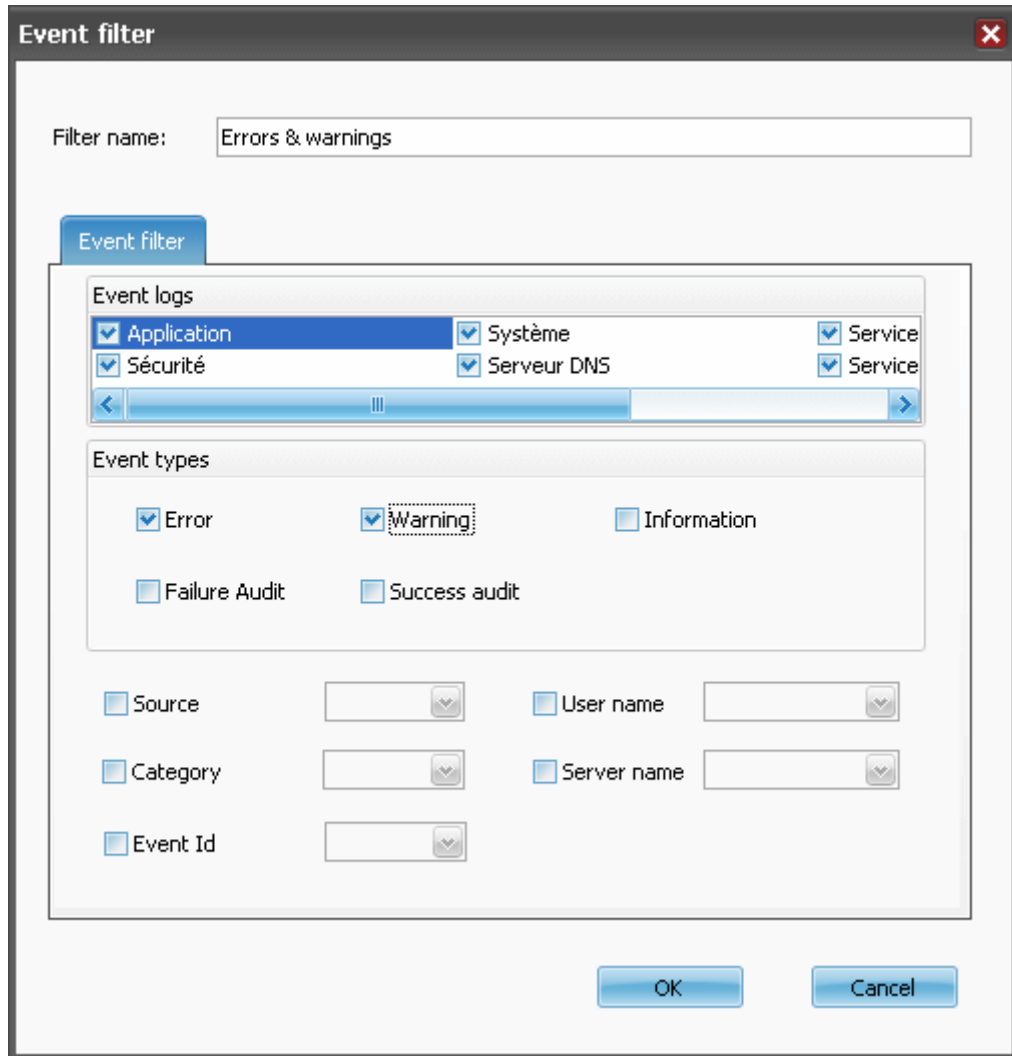 Event filter
Filter name: Errors & warnings
Event filter
Event logs
Application Système Service
Sécurité Serveur DNS Service
Event types
Error Warning Information
Failure Audit Success audit
Source User name
Category Server name
Event Id
OK Cancel